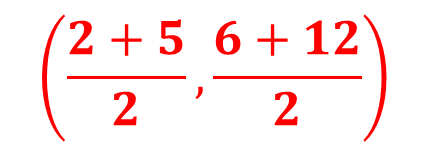 (2 + 5 / 2 , 6 + 12 / 2)